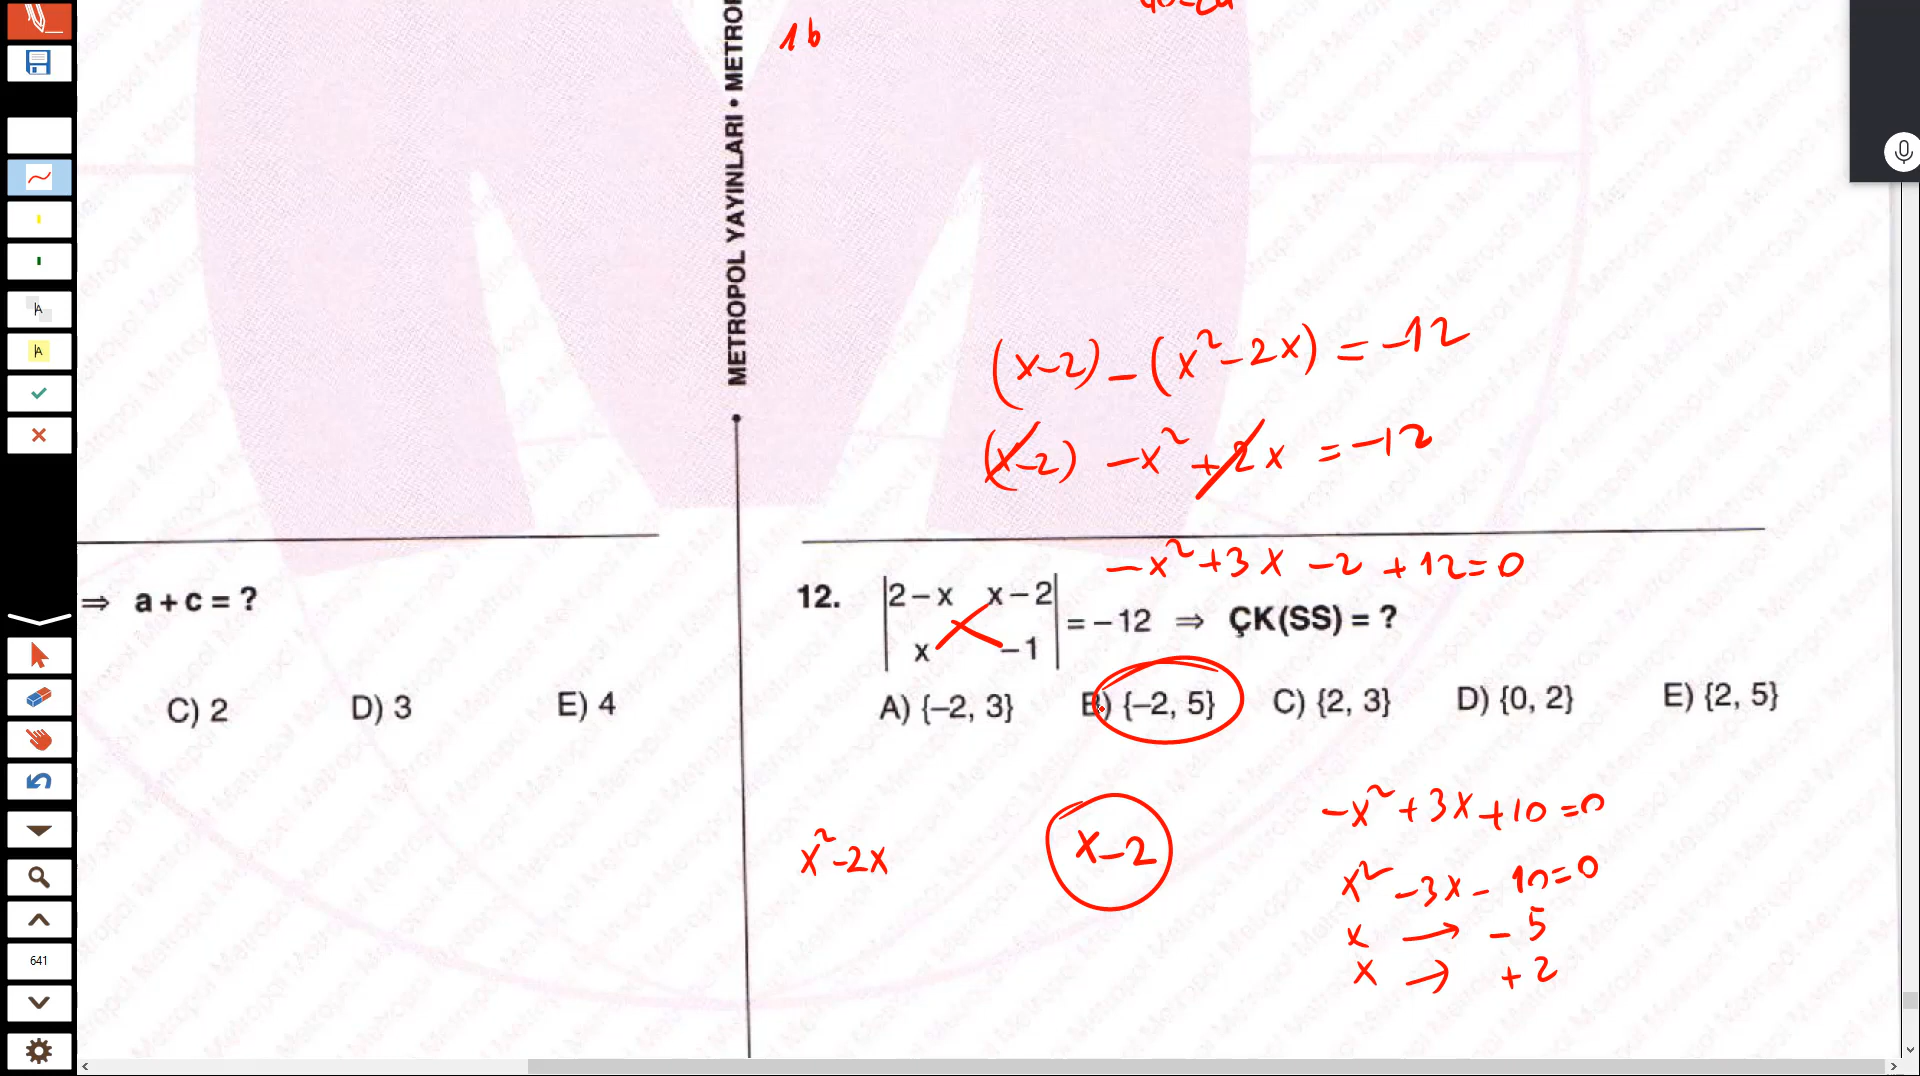 1b
METROPOL YAYINLARI • METROP
(x-2) - (x² - 2x) = -12
(x-2) -x² + 2x = -12
-x² + 3x - 2 + 12 = 0
⇒ a + c = ?
C) 2 D) 3 E) 4
12. |2 – x x – 2|
= – 12 ⇒ ÇK(SS) = ?
x – 1
A) {–2, 3} B) {–2, 5} C) {2, 3} D) {0, 2} E) {2, 5}
x² - 2x
x - 2
-x² + 3x + 10 = 0
x² - 3x - 10 = 0
x → - 5
x → + 2
641